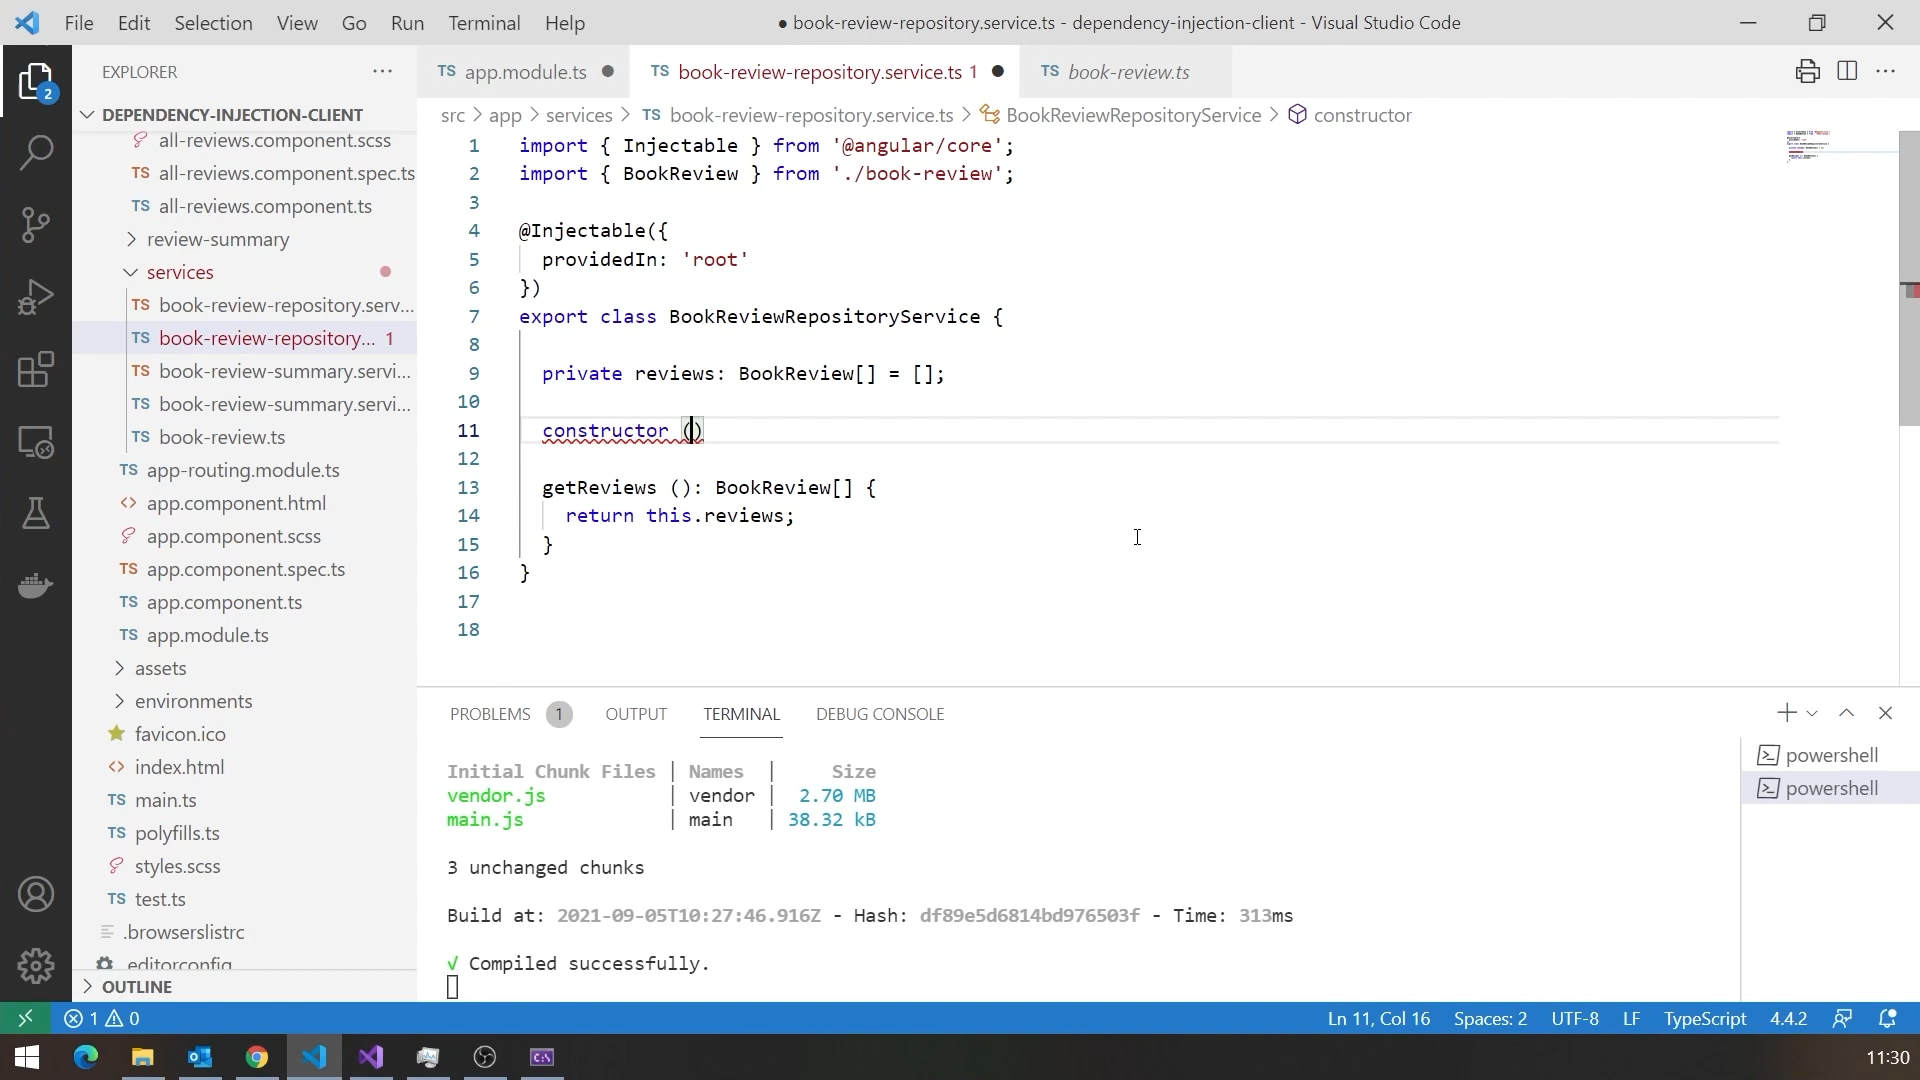 File Edit Selection View Go Run Terminal Help
● book-review-repository.service.ts - dependency-injection-client - Visual Studio Code
EXPLORER
TS app.module.ts
TS book-review-repository.service.ts 1
TS book-review.ts
2
DEPENDENCY-INJECTION-CLIENT
all-reviews.component.scss
TS all-reviews.component.spec.ts
TS all-reviews.component.ts
review-summary
services
TS book-review-repository.serv...
TS book-review-repository... 1
TS book-review-summary.servi...
TS book-review-summary.servi...
TS book-review.ts
TS app-routing.module.ts
<> app.component.html
app.component.scss
TS app.component.spec.ts
TS app.component.ts
TS app.module.ts
assets
environments
favicon.ico
<> index.html
TS main.ts
TS polyfills.ts
styles.scss
TS test.ts
.browserslistrc
.editorconfig
OUTLINE
src > app > services > TS book-review-repository.service.ts > BookReviewRepositoryService > constructor
1 import { Injectable } from '@angular/core';
2 import { BookReview } from './book-review';
3
4 @Injectable({
5 providedIn: 'root'
6 })
7 export class BookReviewRepositoryService {
8
9 private reviews: BookReview[] = [];
10
11 constructor ()
12
13 getReviews (): BookReview[] {
14 return this.reviews;
15 }
16 }
17
18
PROBLEMS 1 OUTPUT TERMINAL DEBUG CONSOLE
powershell
powershell
Initial Chunk Files | Names | Size
vendor.js | vendor | 2.70 MB
main.js | main | 38.32 kB
3 unchanged chunks
Build at: 2021-09-05T10:27:46.916Z - Hash: df89e5d6814bd976503f - Time: 313ms
√ Compiled successfully.
1 0
Ln 11, Col 16 Spaces: 2 UTF-8 LF TypeScript 4.4.2
11:30